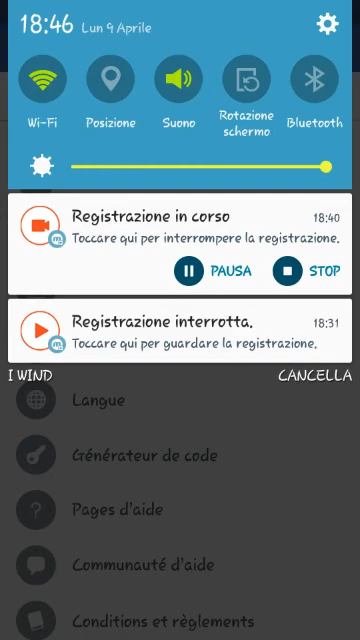 18:46 Lun 9 Aprile
Wi-Fi
Posizione
Suono
Rotazione
schermo
Bluetooth
Registrazione in corso 18:40
Toccare qui per interrompere la registrazione.
PAUSA STOP
Registrazione interrotta. 18:31
Toccare qui per guardare la registrazione.
I WIND CANCELLA
Langue
Générateur de code
Pages d'aide
Communauté d'aide
Conditions et règlements